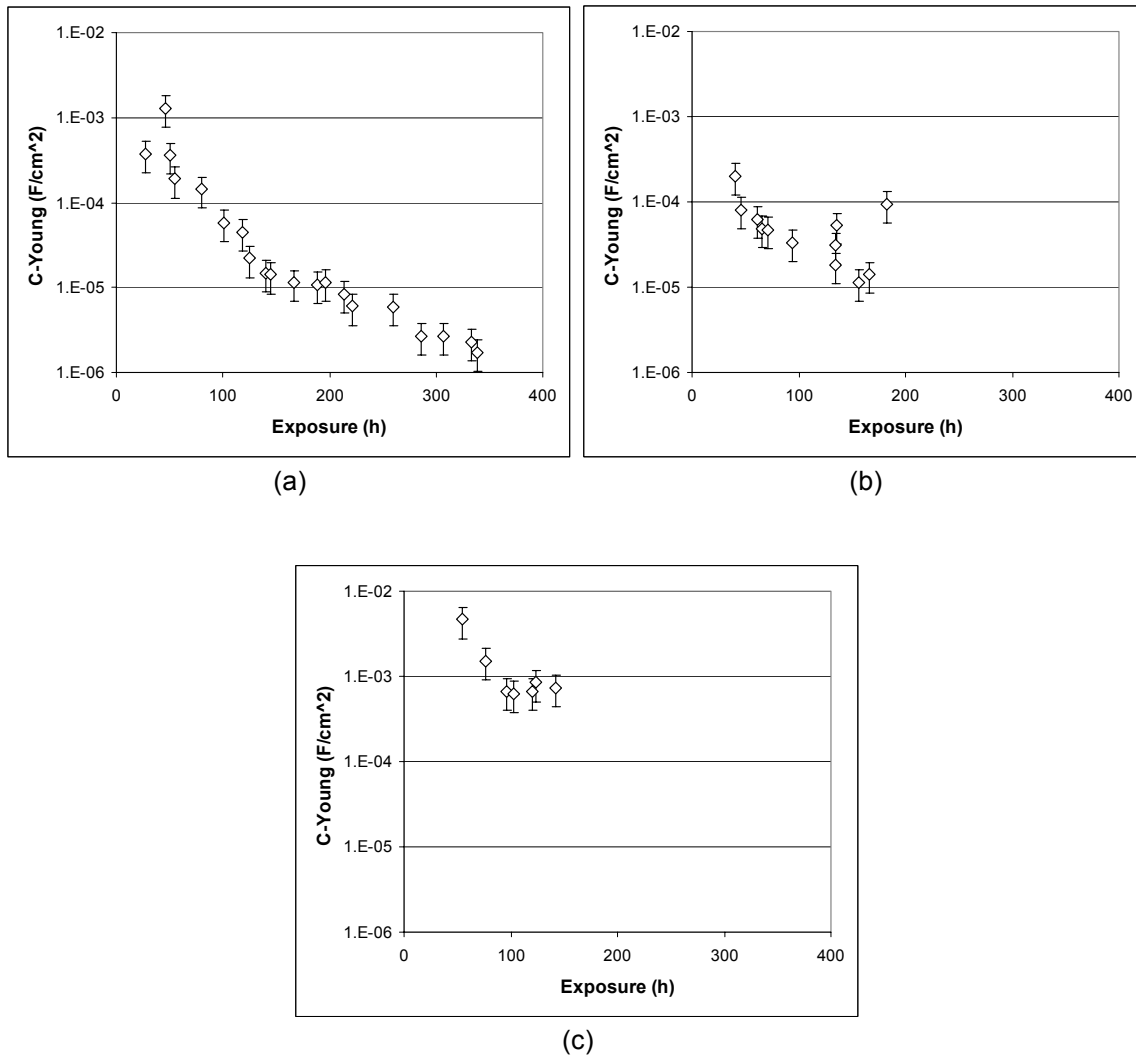 1.E-02
1.E-03
1.E-04
1.E-05
1.E-06
C-Young (F/cm^2)
0 100 200 300 400
Exposure (h)
(a)
1.E-02
1.E-03
1.E-04
1.E-05
1.E-06
C-Young (F/cm^2)
0 100 200 300 400
Exposure (h)
(b)
1.E-02
1.E-03
1.E-04
1.E-05
1.E-06
C-Young (F/cm^2)
0 100 200 300 400
Exposure (h)
(c)